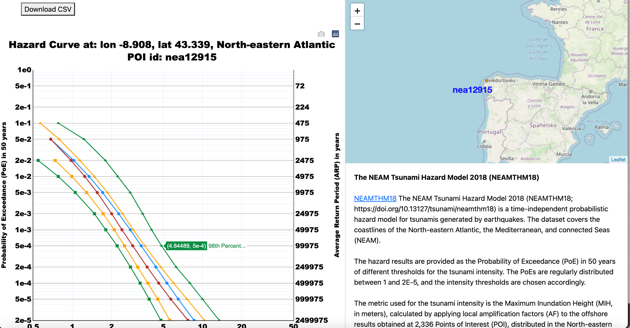 Download CSV
Hazard Curve at: lon -8.908, lat 43.339, North-eastern Atlantic
POI id: nea12915
Probability of Exceedance (PoE) in 50 years
1e0
5e-1
2e-1
1e-1
5e-2
2e-2
1e-2
5e-3
2e-3
1e-3
5e-4
2e-4
1e-4
5e-5
2e-5
72
224
475
975
2475
4975
9975
24975
49975
99975
249975
499975
999975
2499975
Average Return Period (ARP) in years
(4.84489, 5e-4)
98th Percent...
0.5
1
2
5
10
20
50
+
−
Rennes
Nantes
France
Vitoria-Gasteiz
Andorra la Vella
Porto
España
Lisboa
nea12915
Leaflet
The NEAM Tsunami Hazard Model 2018 (NEAMTHM18)
NEAMTHM18 The NEAM Tsunami Hazard Model 2018 (NEAMTHM18;
https://doi.org/10.13127/tsunami/neamthm18) is a time-independent probabilistic
hazard model for tsunamis generated by earthquakes. The dataset covers the
coastlines of the North-eastern Atlantic, the Mediterranean, and connected Seas
(NEAM).
The hazard results are provided as the Probability of Exceedance (PoE) in 50 years
of different thresholds for the tsunami intensity. The PoEs are regularly distributed
between 1 and 2E-5, and the intensity thresholds are chosen accordingly.
The metric used for the tsunami intensity is the Maximum Inundation Height (MIH,
in meters), calculated by applying local amplification factors (AF) to the offshore
results obtained at 2,336 Points of Interest (POI), distributed in the North-eastern